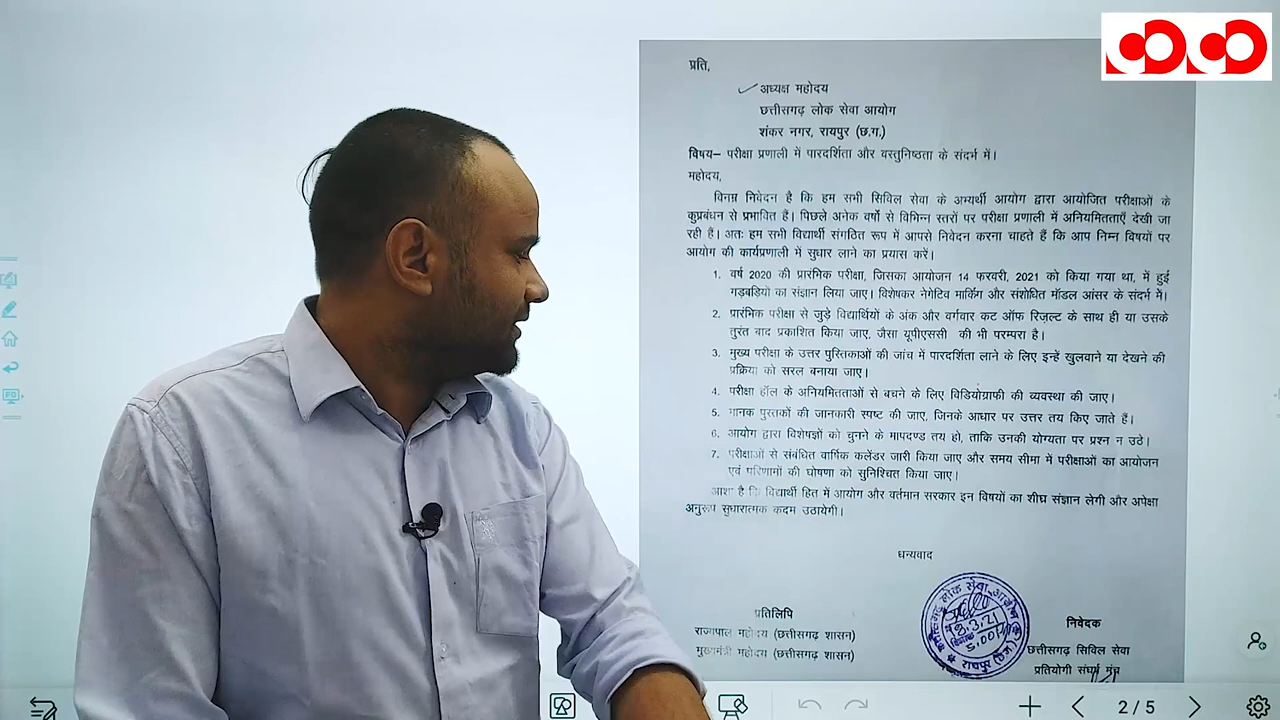 प्रति,
अध्यक्ष महोदय
छत्तीसगढ़ लोक सेवा आयोग
शंकर नगर, रायपुर (छ.ग.)
विषय– परीक्षा प्रणाली में पारदर्शिता और वस्तुनिष्ठता के संदर्भ में।
महोदय,
विनम्र निवेदन है कि हम सभी सिविल सेवा के अभ्यर्थी आयोग द्वारा आयोजित परीक्षाओं के
कुप्रबंधन से प्रभावित हैं। पिछले अनेक वर्षों से विभिन्न स्तरों पर परीक्षा प्रणाली में अनियमितताएँ देखी जा
रही हैं। अतः हम सभी विद्यार्थी संगठित रूप में आपसे निवेदन करना चाहते हैं कि आप निम्न विषयों पर
आयोग की कार्यप्रणाली में सुधार लाने का प्रयास करें।
1. वर्ष 2020 की प्रारंभिक परीक्षा, जिसका आयोजन 14 फरवरी, 2021 को किया गया था, में हुई
गड़बडियो का संज्ञान लिया जाए। विशेषकर नेगेटिव मार्किंग और संशोधित मॉडल आंसर के संदर्भ में।
2. प्रारंभिक परीक्षा से जुड़े विद्यार्थियों के अंक और वर्गवार कट ऑफ रिज़ल्ट के साथ ही या उसके
तुरंत बाद प्रकाशित किया जाए, जैसा यूपीएससी की भी परम्परा है।
3. मुख्य परीक्षा के उत्तर पुस्तिकाओं की जांच में पारदर्शिता लाने के लिए इन्हें खुलवाने या देखने की
प्रक्रिया को सरल बनाया जाए।
4. परीक्षा हॉल के अनियमितताओं से बचने के लिए विडियोग्राफी की व्यवस्था की जाए।
5. मानक पुस्तकों की जानकारी स्पष्ट की जाए, जिनके आधार पर उत्तर तय किए जाते हैं।
6. आयोग द्वारा विशेषज्ञों को चुनने के मापदण्ड तय हो, ताकि उनकी योग्यता पर प्रश्न न उठे।
7. परीक्षाओं से संबंधित वार्षिक कलेंडर जारी किया जाए और समय सीमा में परीक्षाओं का आयोजन
एवं परिणामों की घोषणा को सुनिश्चित किया जाए।
आशा है कि विद्यार्थी हित में आयोग और वर्तमान सरकार इन विषयों का शीघ्र संज्ञान लेगी और अपेक्षा
अनुरूप सुधारात्मक कदम उठायेगी।
धन्यवाद
प्रतिलिपि
राज्यपाल महोदय (छत्तीसगढ़ शासन)
मुख्यमंत्री महोदय (छत्तीसगढ़ शासन)
लोक सेवा आयोग
18.3.21
5:00
रायपुर
निवेदक
छत्तीसगढ़ सिविल सेवा
प्रतियोगी संघर्ष मंच
2/5